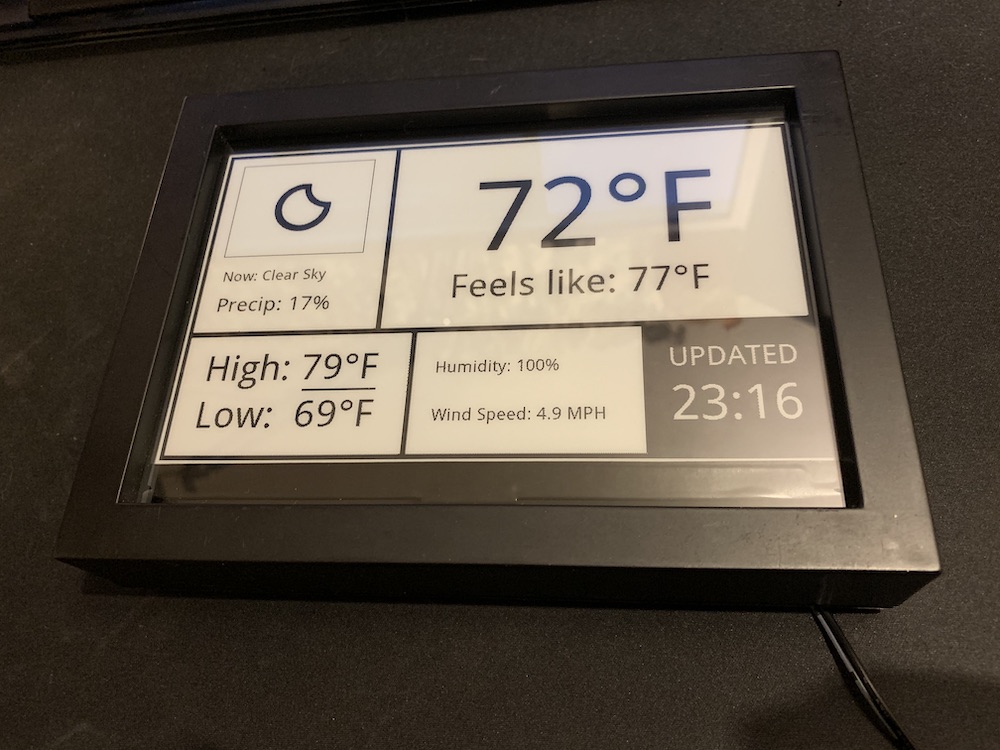 Now: Clear Sky
Precip: 17%
72°F
Feels like: 77°F
High: 79°F
Low: 69°F
Humidity: 100%
Wind Speed: 4.9 MPH
UPDATED
23:16